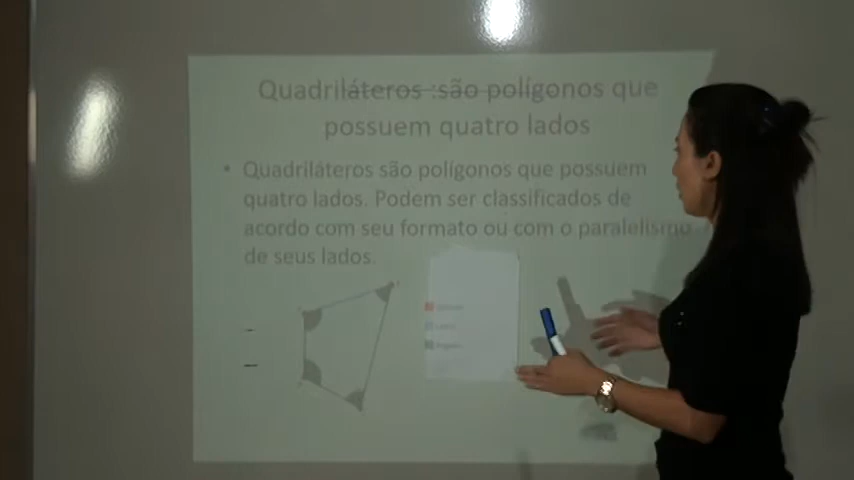 Quadriláteros :são polígonos que
possuem quatro lados
• Quadriláteros são polígonos que possuem
quatro lados. Podem ser classificados de
acordo com seu formato ou com o paralelismo
de seus lados.